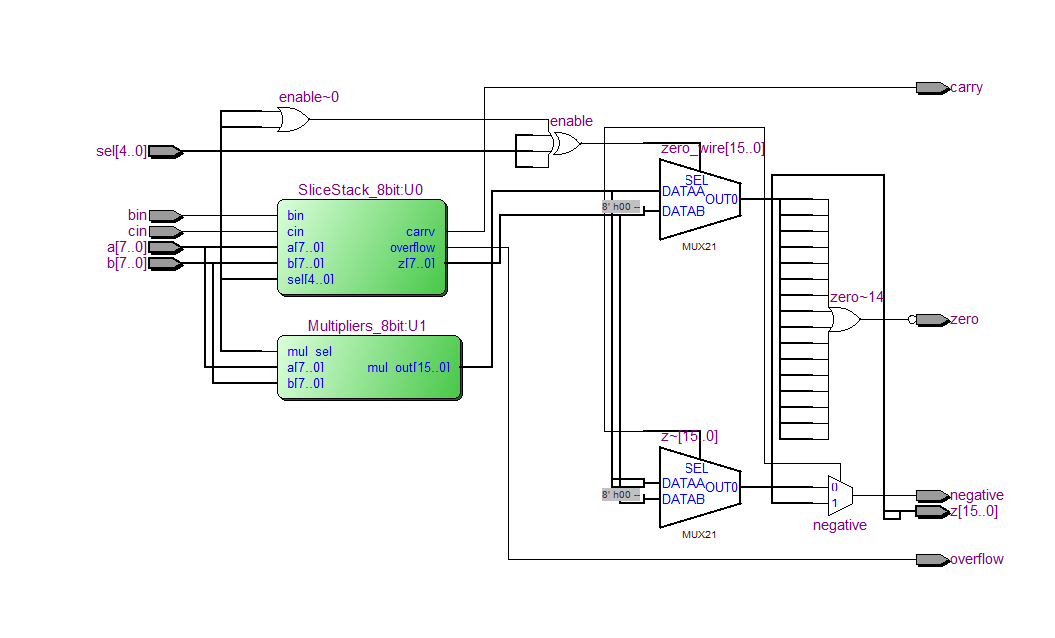 carry
enable~0
enable
sel[4..0]
zero_wire[15..0]
SliceStack_8bit:U0
SEL
DATAA
OUT0
8' h00 --
DATAB
MUX21
bin
bin
cin
cin
carry
a[7..0]
a[7..0]
overflow
b[7..0]
b[7..0]
z[7..0]
sel[4..0]
zero~14
zero
Multipliers_8bit:U1
mul_sel
a[7..0]
mul_out[15..0]
b[7..0]
z~[15..0]
SEL
DATAA
OUT0
8' h00 --
DATAB
MUX21
0
1
negative
negative
z[15..0]
overflow